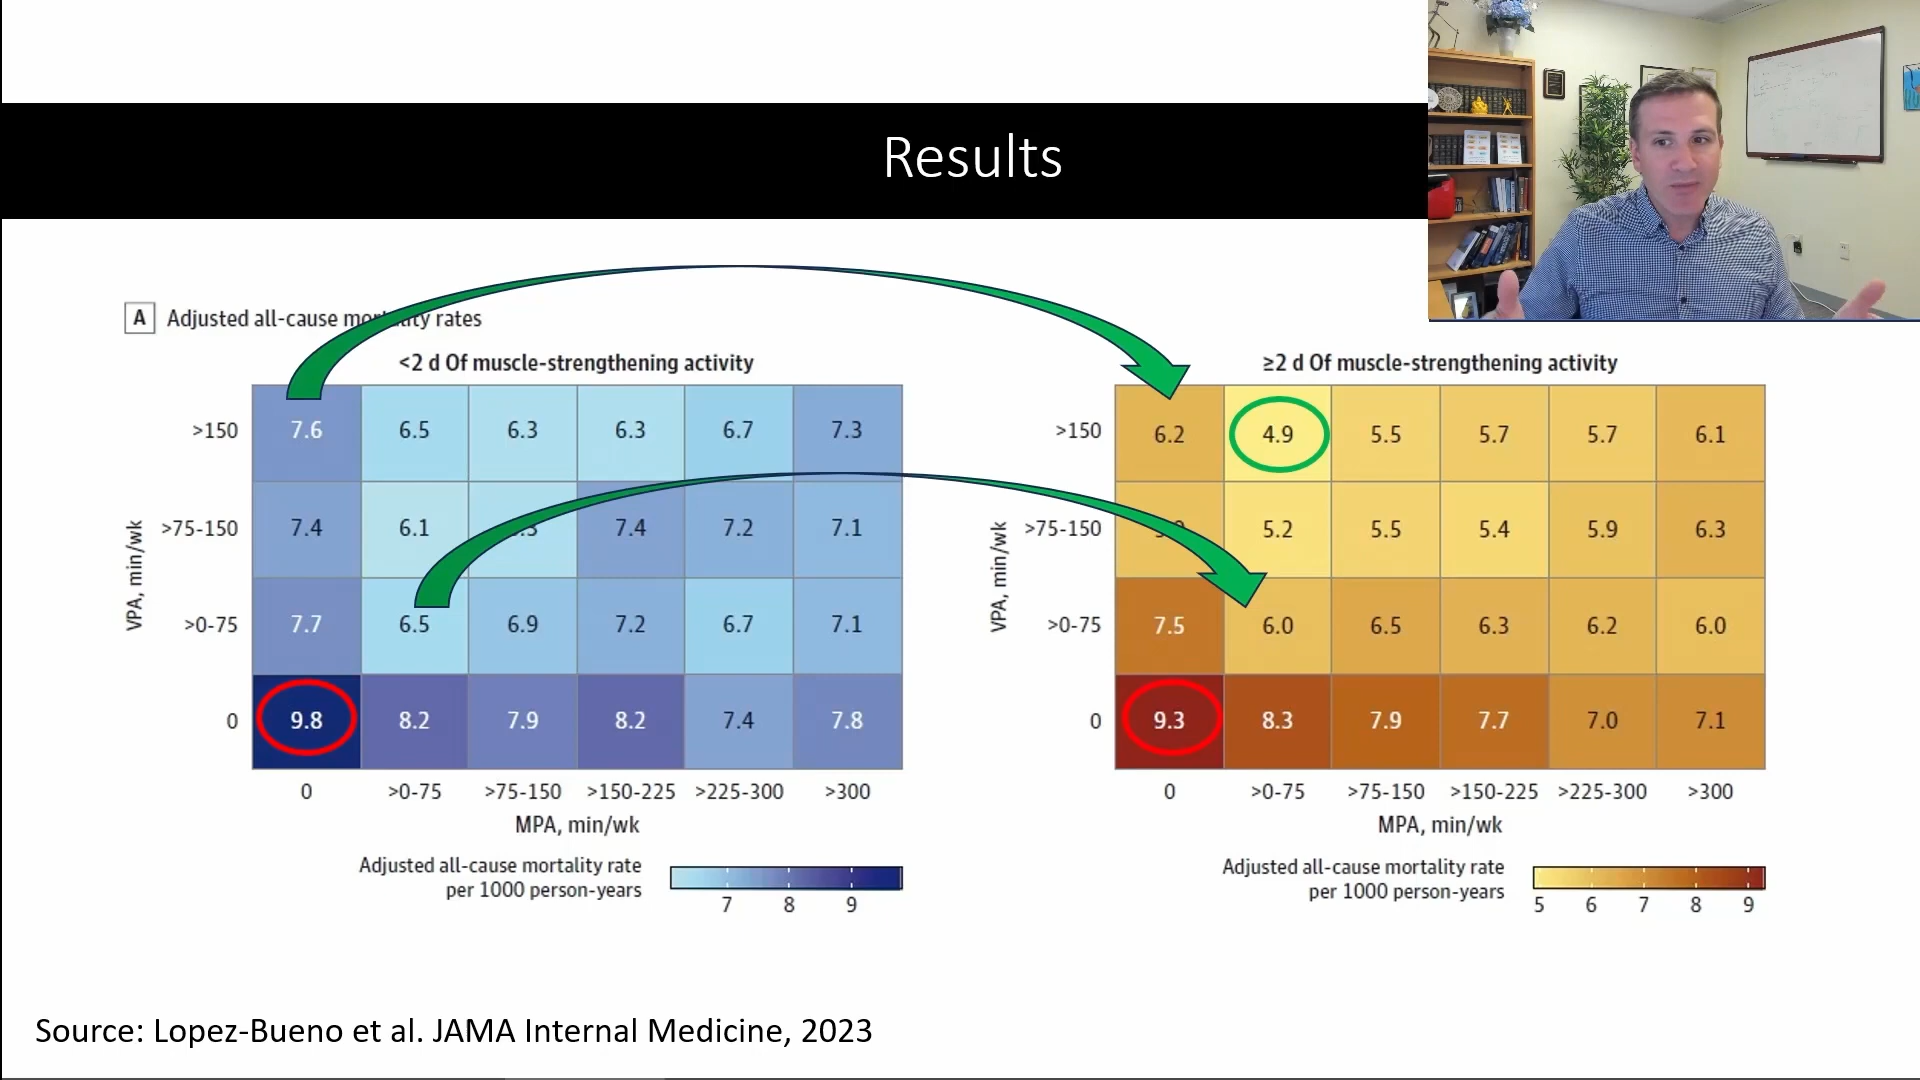 Results
A Adjusted all-cause mortality rates
<2 d Of muscle-strengthening activity
VPA, min/wk
>150 7.6 6.5 6.3 6.3 6.7 7.3
>75-150 7.4 6.1 7.4 7.2 7.1
>0-75 7.7 6.5 6.9 7.2 6.7 7.1
0 9.8 8.2 7.9 8.2 7.4 7.8
0 >0-75 >75-150 >150-225 >225-300 >300
MPA, min/wk
Adjusted all-cause mortality rate
per 1000 person-years
7 8 9
≥2 d Of muscle-strengthening activity
VPA, min/wk
>150 6.2 4.9 5.5 5.7 5.7 6.1
>75-150 5.2 5.5 5.4 5.9 6.3
>0-75 7.5 6.0 6.5 6.3 6.2 6.0
0 9.3 8.3 7.9 7.7 7.0 7.1
0 >0-75 >75-150 >150-225 >225-300 >300
MPA, min/wk
Adjusted all-cause mortality rate
per 1000 person-years
5 6 7 8 9
Source: Lopez-Bueno et al. JAMA Internal Medicine, 2023